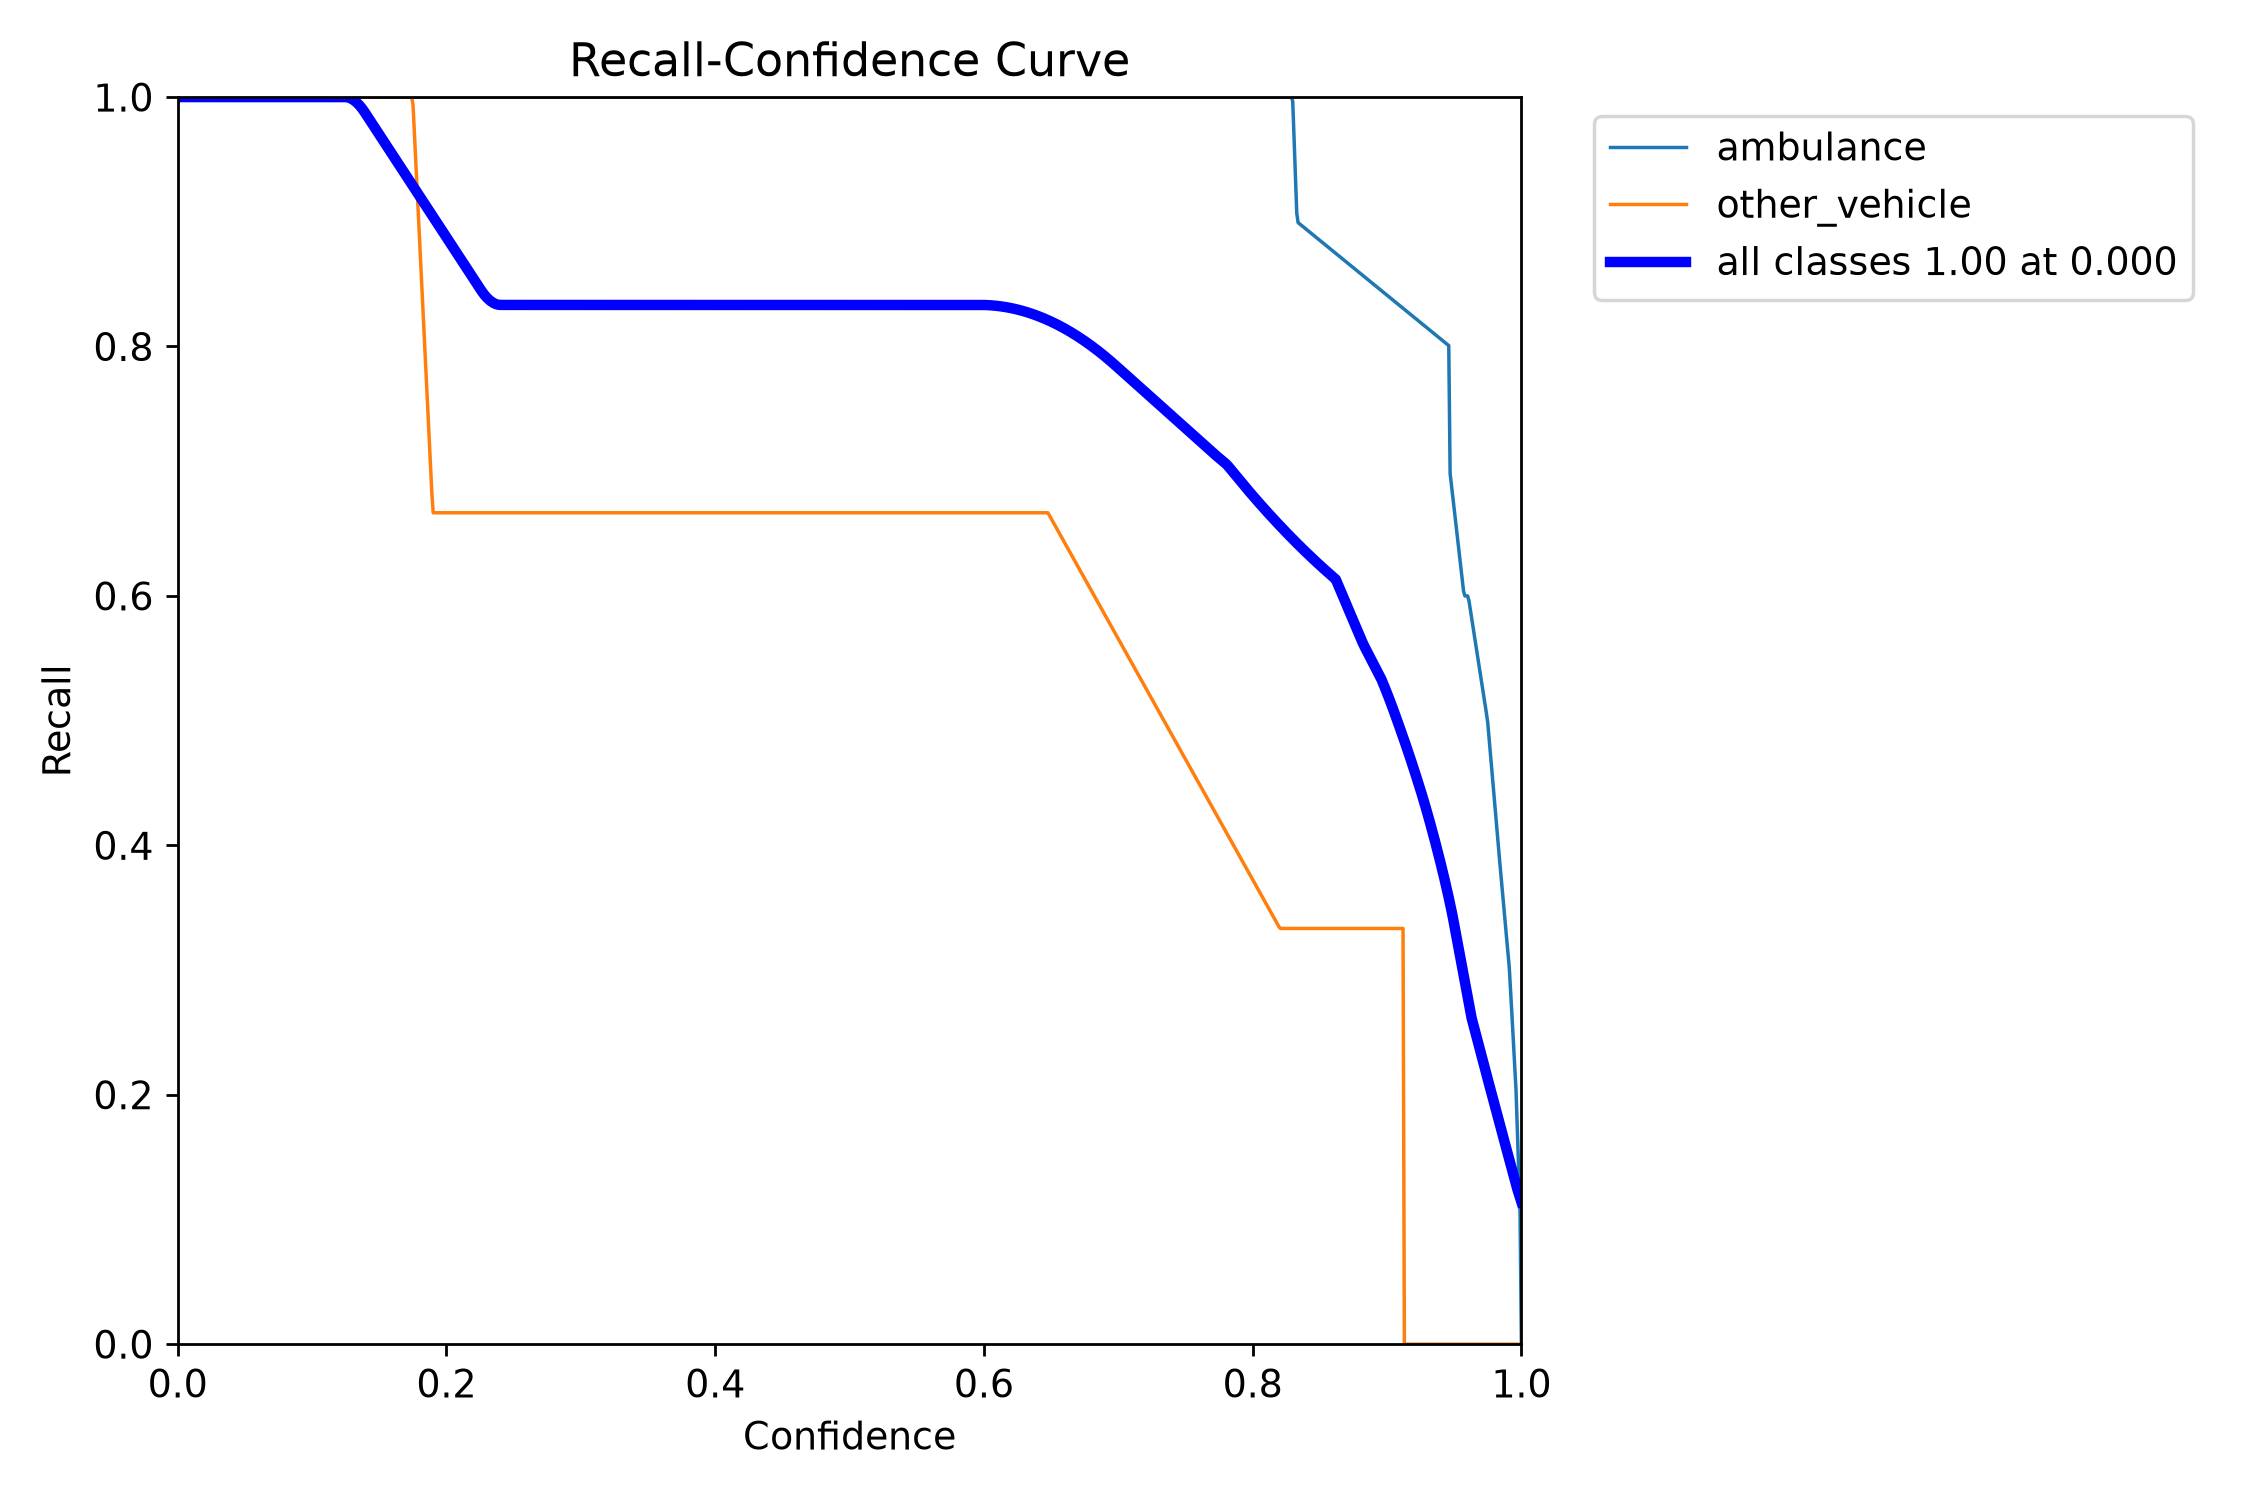 Recall-Confidence Curve
1.0
0.8
0.6
0.4
0.2
0.0
Recall
0.0 0.2 0.4 0.6 0.8 1.0
Confidence
ambulance
other_vehicle
all classes 1.00 at 0.000